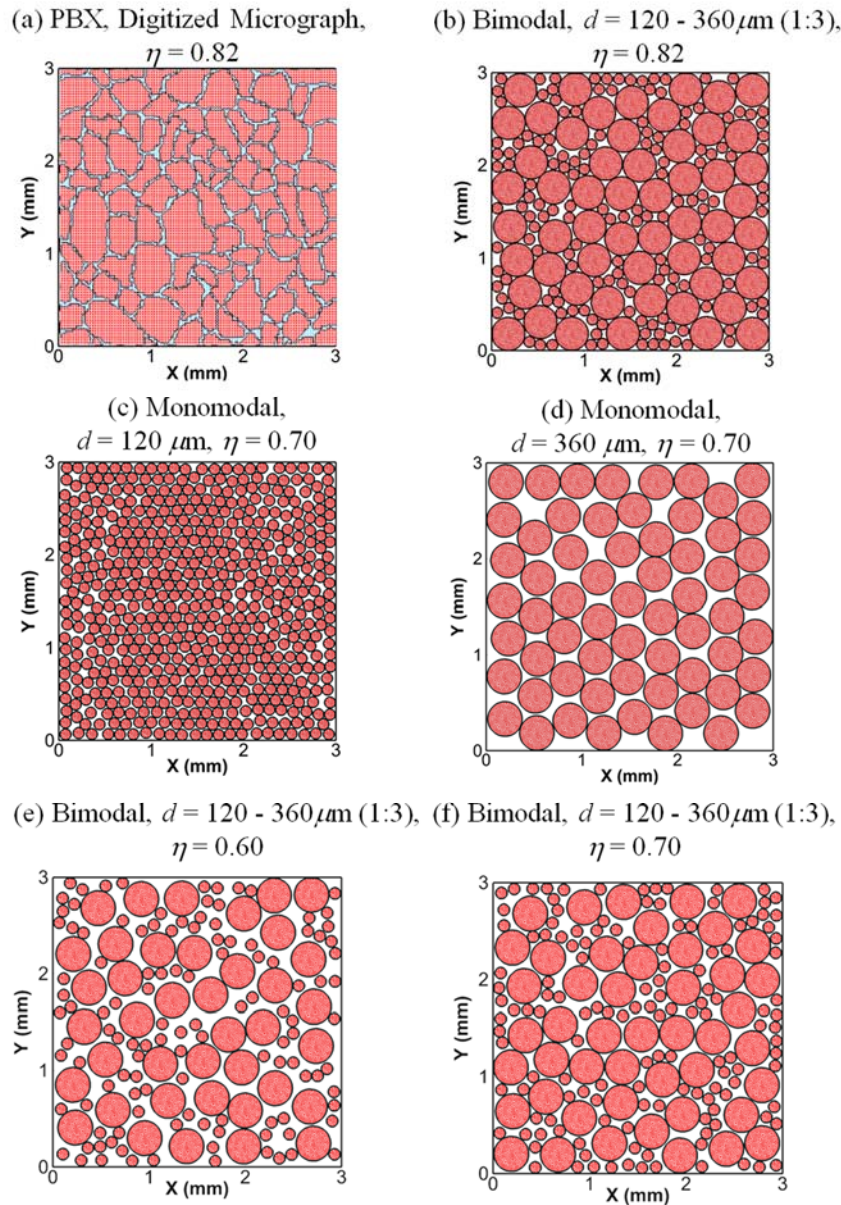 (a) PBX, Digitized Micrograph,
η = 0.82
3
2
1
0
0 1 2 3
Y (mm)
X (mm)
(b) Bimodal, d = 120 - 360μm (1:3),
η = 0.82
3
2
1
0
0 1 2 3
Y (mm)
X (mm)
(c) Monomodal,
d = 120 μm, η = 0.70
3
2
1
0
0 1 2 3
Y (mm)
X (mm)
(d) Monomodal,
d = 360 μm, η = 0.70
3
2
1
0
0 1 2 3
Y (mm)
X (mm)
(e) Bimodal, d = 120 - 360μm (1:3),
η = 0.60
3
2
1
0
0 1 2 3
Y (mm)
X (mm)
(f) Bimodal, d = 120 - 360μm (1:3),
η = 0.70
3
2
1
0
0 1 2 3
Y (mm)
X (mm)